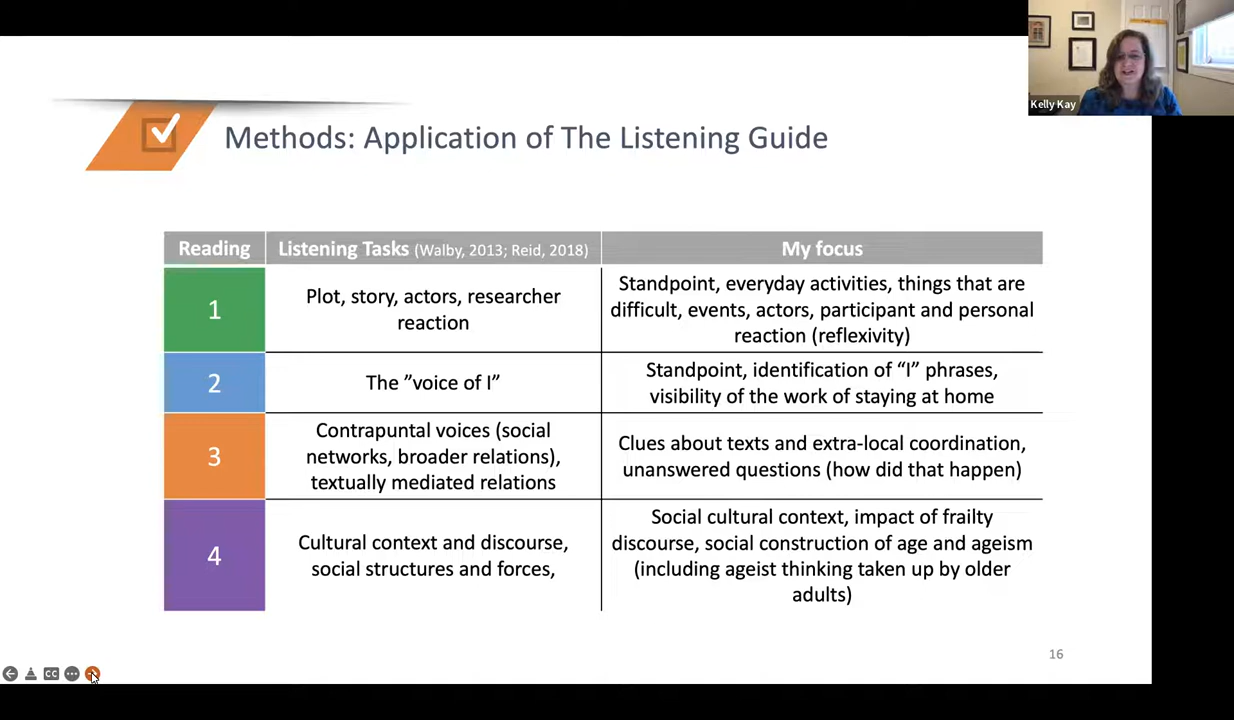 Kelly Kay
Methods: Application of The Listening Guide
Reading
Listening Tasks (Walby, 2013; Reid, 2018)
My focus
1
Plot, story, actors, researcher
reaction
Standpoint, everyday activities, things that are
difficult, events, actors, participant and personal
reaction (reflexivity)
2
The ”voice of I”
Standpoint, identification of “I” phrases,
visibility of the work of staying at home
3
Contrapuntal voices (social
networks, broader relations),
textually mediated relations
Clues about texts and extra-local coordination,
unanswered questions (how did that happen)
4
Cultural context and discourse,
social structures and forces,
Social cultural context, impact of frailty
discourse, social construction of age and ageism
(including ageist thinking taken up by older
adults)
16
CC